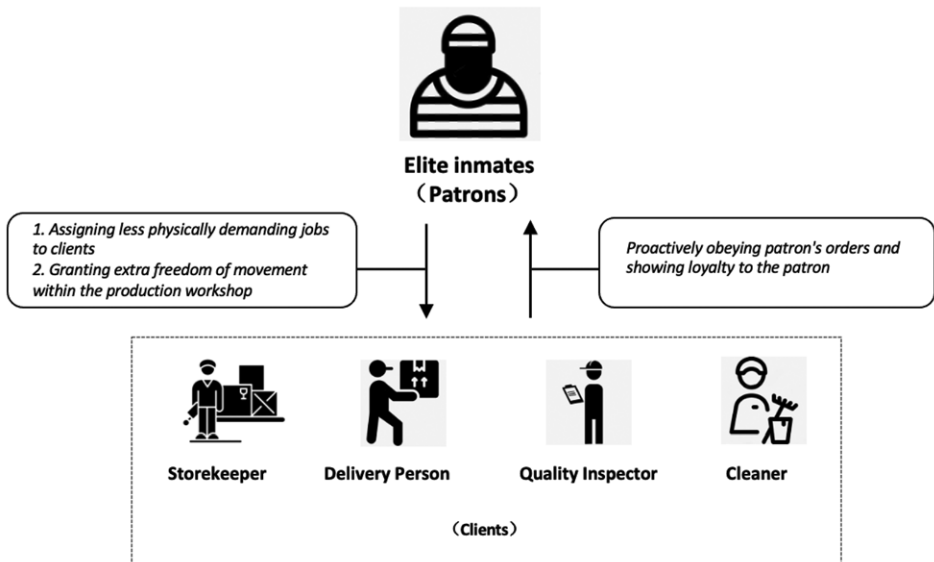 Elite inmates
（Patrons）
1. Assigning less physically demanding jobs
to clients
2. Granting extra freedom of movement
within the production workshop
Proactively obeying patron's orders and
showing loyalty to the patron
Storekeeper
Delivery Person
Quality Inspector
Cleaner
（Clients）